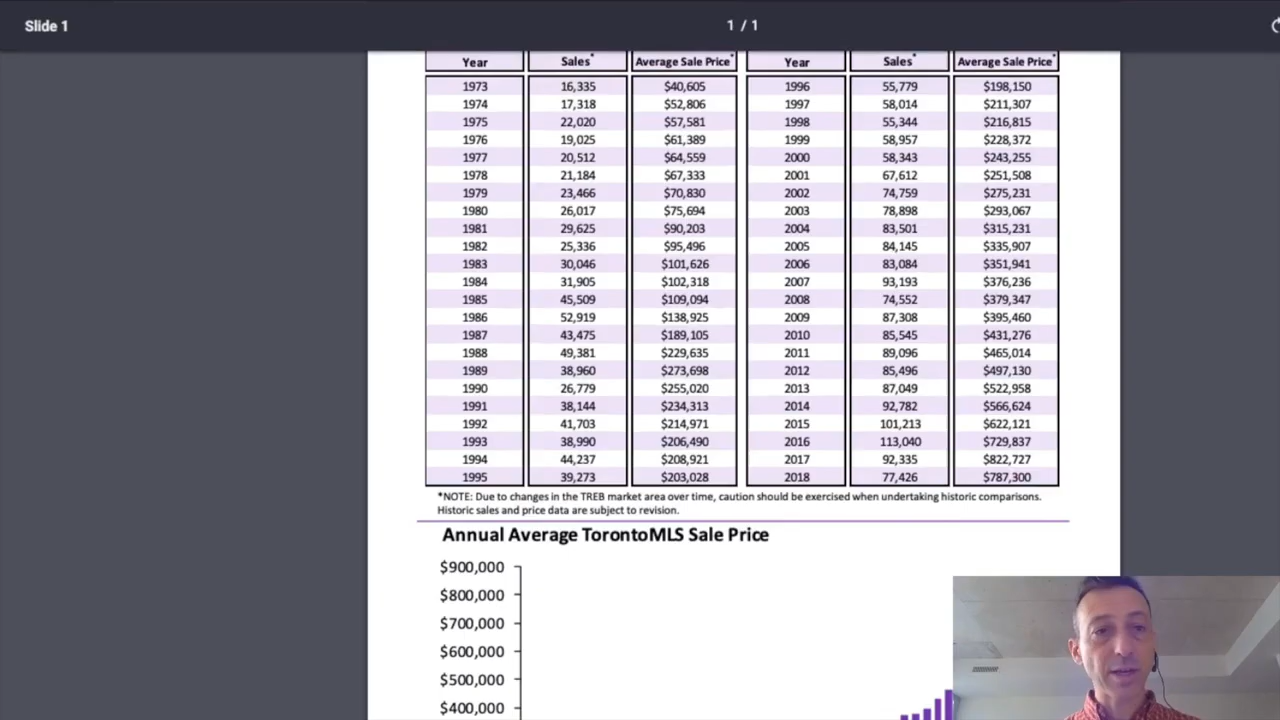 Slide 1
1 / 1
Year Sales* Average Sale Price* Year Sales* Average Sale Price*
1973 16,335 $40,605 1996 55,779 $198,150
1974 17,318 $52,806 1997 58,014 $211,307
1975 22,020 $57,581 1998 55,344 $216,815
1976 19,025 $61,389 1999 58,957 $228,372
1977 20,512 $64,559 2000 58,343 $243,255
1978 21,184 $67,333 2001 67,612 $251,508
1979 23,466 $70,830 2002 74,759 $275,231
1980 26,017 $75,694 2003 78,898 $293,067
1981 29,625 $90,203 2004 83,501 $315,231
1982 25,336 $95,496 2005 84,145 $335,907
1983 30,046 $101,626 2006 83,084 $351,941
1984 31,905 $102,318 2007 93,193 $376,236
1985 45,509 $109,094 2008 74,552 $379,347
1986 52,919 $138,925 2009 87,308 $395,460
1987 43,475 $189,105 2010 85,545 $431,276
1988 49,381 $229,635 2011 89,096 $465,014
1989 38,960 $273,698 2012 85,496 $497,130
1990 26,779 $255,020 2013 87,049 $522,958
1991 38,144 $234,313 2014 92,782 $566,624
1992 41,703 $214,971 2015 101,213 $622,121
1993 38,990 $206,490 2016 113,040 $729,837
1994 44,237 $208,921 2017 92,335 $822,727
1995 39,273 $203,028 2018 77,426 $787,300
*NOTE: Due to changes in the TREB market area over time, caution should be exercised when undertaking historic comparisons.
Historic sales and price data are subject to revision.
Annual Average TorontoMLS Sale Price
$900,000
$800,000
$700,000
$600,000
$500,000
$400,000